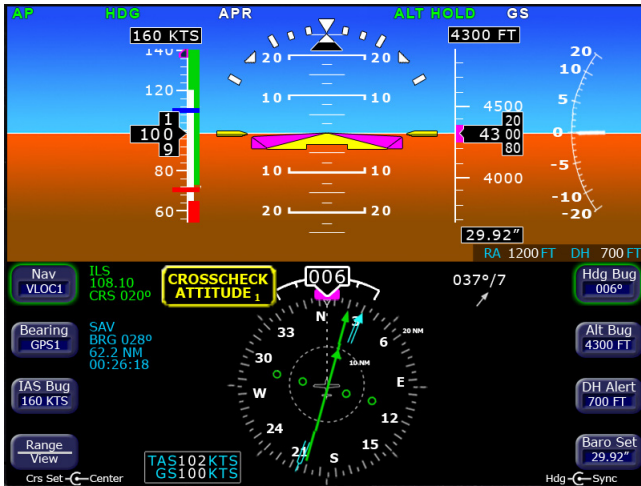 AP HDG APR ALT HOLD GS
160 KTS 4300 FT
140
120
1
100
9
80
60
20 20
10 10
10 10
20 20
4500
20
43 00
80
4000
20
10
5
0
-5
-10
-20
29.92"
RA 1200 FT DH 700 FT
Nav
VLOC1
ILS
108.10
CRS 020º
CROSSCHECK
ATTITUDE 1
006
037°/7
Hdg Bug
006º
Bearing
GPS1
SAV
BRG 028º
62.2 NM
00:26:18
N 3 6 E 12 15 S 21 24 W 30 33
20 NM
10 NM
Alt Bug
4300 FT
IAS Bug
160 KTS
DH Alert
700 FT
Range
View
TAS102KTS
GS100KTS
Baro Set
29.92"
Crs Set Center
Hdg Sync